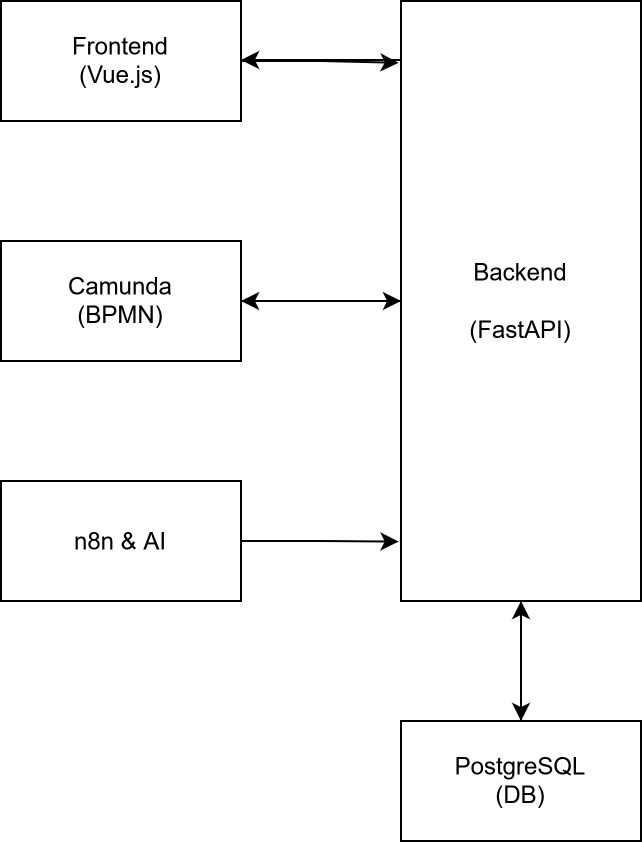 Frontend
(Vue.js)
Camunda
(BPMN)
Backend
(FastAPI)
n8n & AI
PostgreSQL
(DB)